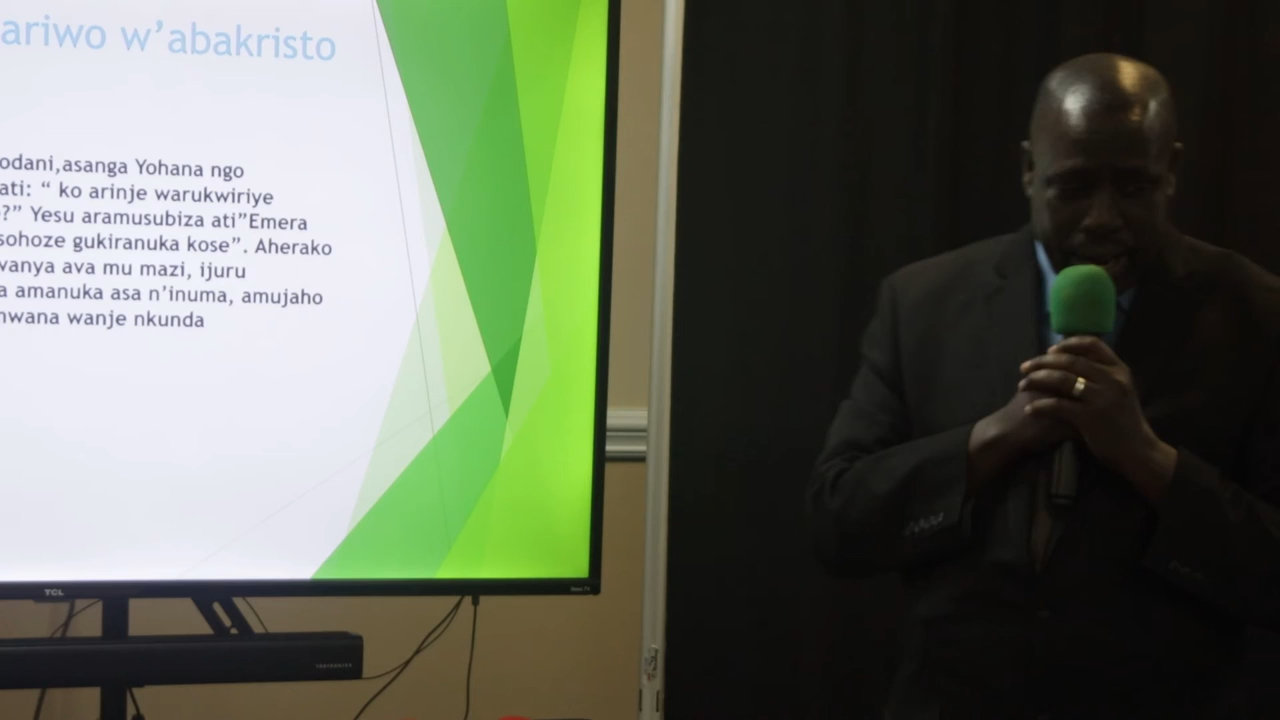 ariwo w’abakristo
odani,asanga Yohana ngo
ati: “ ko arinje warukwiriye
?” Yesu aramusubiza ati”Emera
sohoze gukiranuka kose”. Aherako
vanya ava mu mazi, ijuru
a amanuka asa n’inuma, amujaho
nwana wanje nkunda
TCL